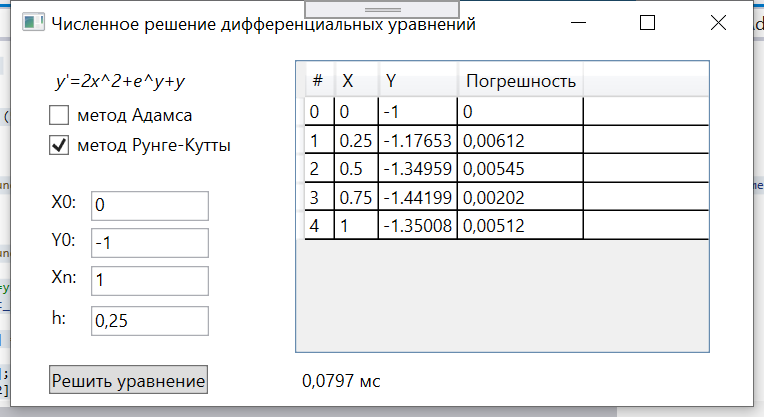 Численное решение дифференциальных уравнений
y'=2x^2+e^y+y
метод Адамса
метод Рунге-Кутты
X0: 0
Y0: -1
Xn: 1
h: 0,25
Решить уравнение
# X Y Погрешность
0 0 -1 0
1 0.25 -1.17653 0,00612
2 0.5 -1.34959 0,00545
3 0.75 -1.44199 0,00202
4 1 -1.35008 0,00512
0,0797 мс